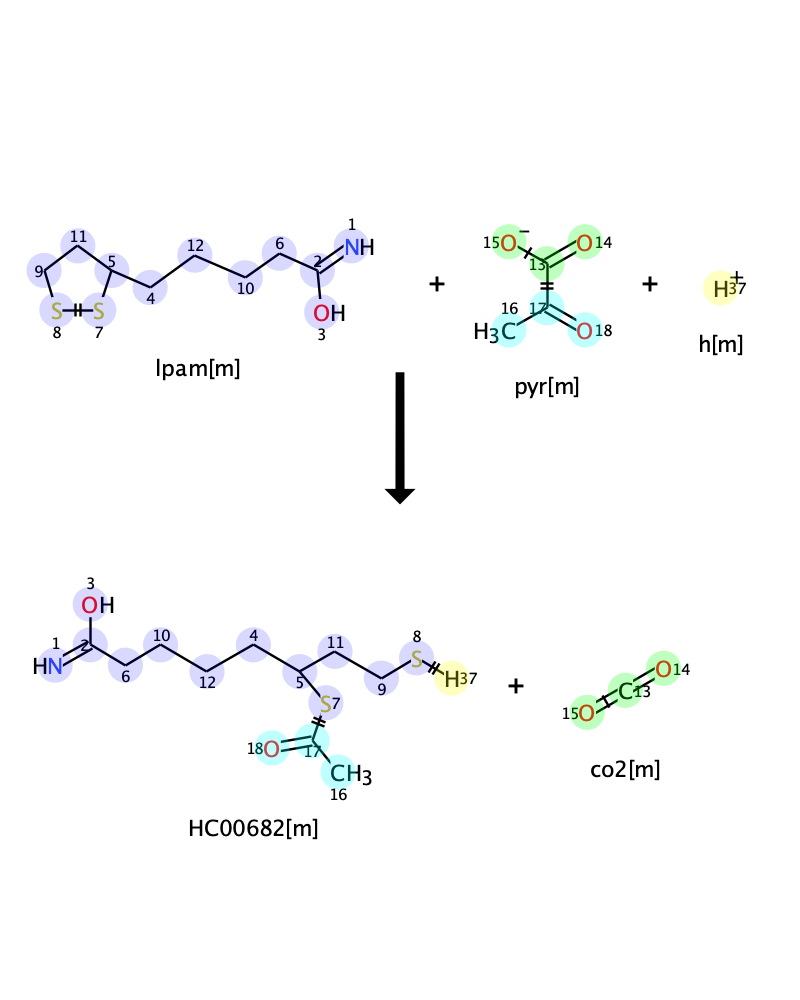 1
11
12
6
15 O − O 14
5
2 NH
13
9
H + 37
4
10
+
+
16
17
S S
OH
H3C
O 18
8
7
3
h[m]
lpam[m]
pyr[m]
3
OH
10
4
11
8
1
2
S
HN
O 14
6
12
5
9
H 37
+
C 13
S 7
15 O
18 O
17
co2[m]
CH3
16
HC00682[m]